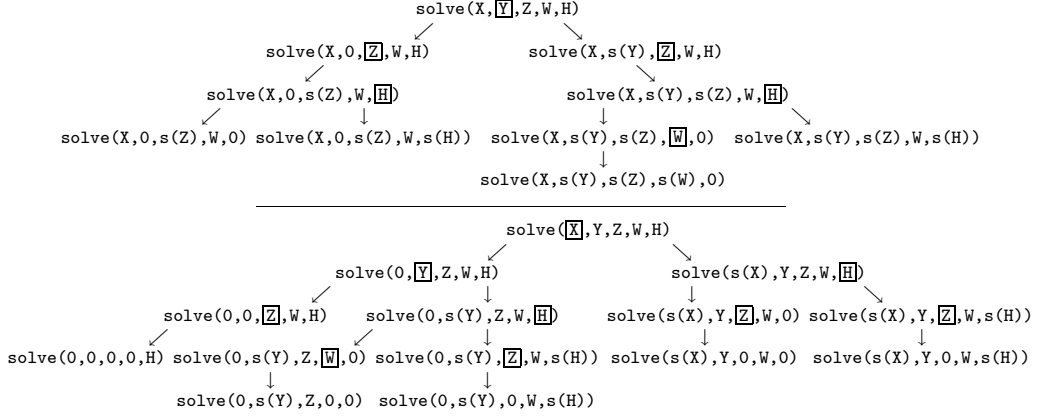 solve(X,Y,Z,W,H)
solve(X,0,Z,W,H) solve(X,s(Y),Z,W,H)
solve(X,0,s(Z),W,H) solve(X,s(Y),s(Z),W,H)
solve(X,0,s(Z),W,0) solve(X,0,s(Z),W,s(H)) solve(X,s(Y),s(Z),W,0) solve(X,s(Y),s(Z),W,s(H))
solve(X,s(Y),s(Z),s(W),0)
solve(X,Y,Z,W,H)
solve(0,Y,Z,W,H) solve(s(X),Y,Z,W,H)
solve(0,0,Z,W,H) solve(0,s(Y),Z,W,H) solve(s(X),Y,Z,W,0) solve(s(X),Y,Z,W,s(H))
solve(0,0,0,0,H) solve(0,s(Y),Z,W,0) solve(0,s(Y),Z,W,s(H)) solve(s(X),Y,0,W,0) solve(s(X),Y,0,W,s(H))
solve(0,s(Y),Z,0,0) solve(0,s(Y),0,W,s(H))